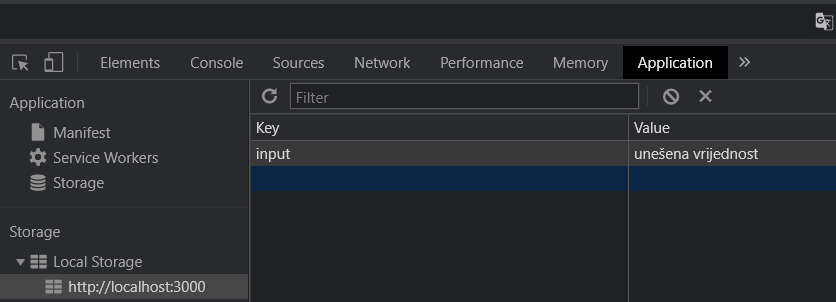 Elements Console Sources Network Performance Memory Application »
Application
Manifest
Service Workers
Storage
Storage
Local Storage
http://localhost:3000
Filter
Key Value
input unešena vrijednost